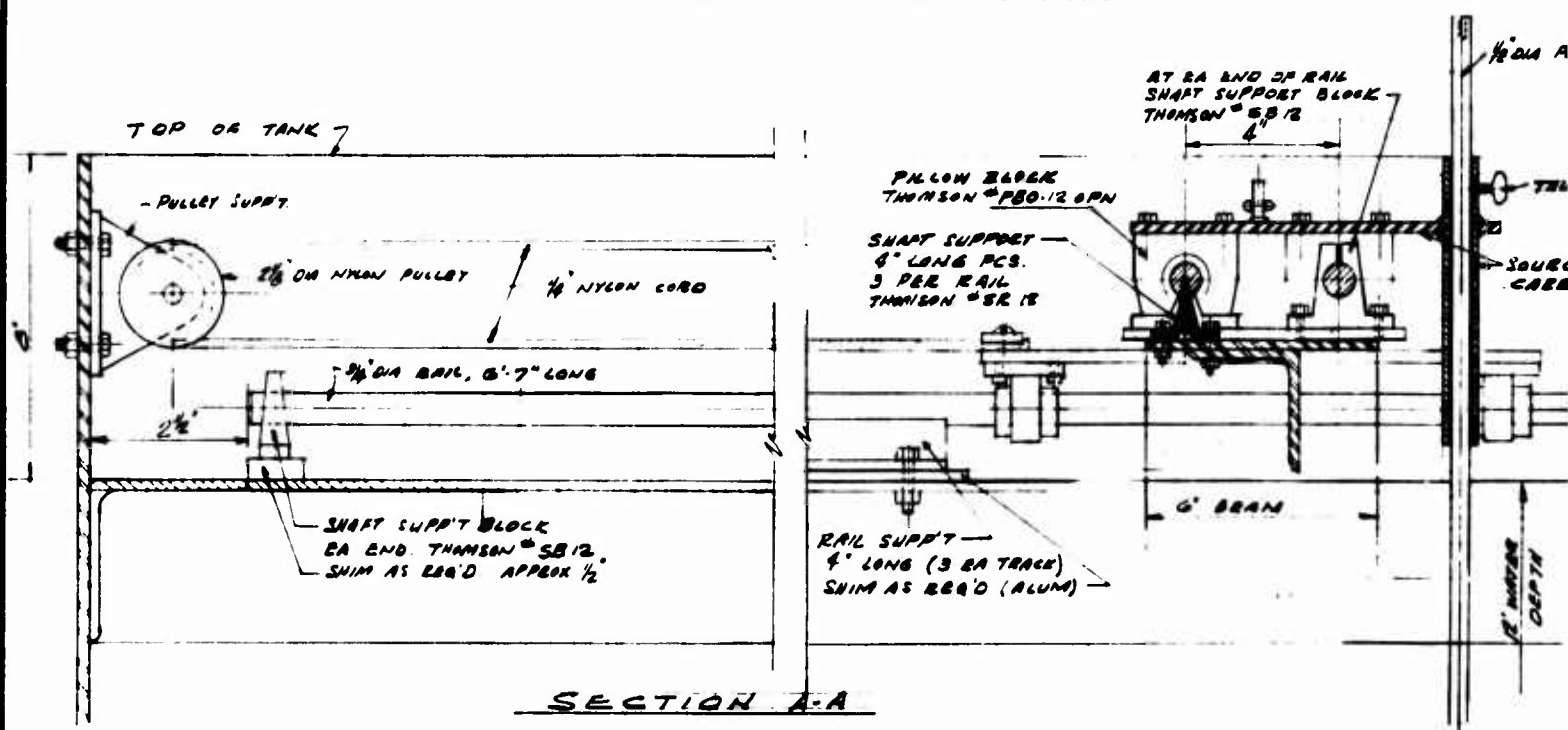 TOP OF TANK
PULLEY SUPP'T.
DIA NYLON PULLEY
1/4" NYLON CORD
8"
2 1/2"
3/4" DIA RAIL, 6'-7" LONG
SHAFT SUPP'T BLOCK
EA END. THOMSON # SB 12
SHIM AS REQ'D APPROX 1/2"
AT EA END OF RAIL
SHAFT SUPPORT BLOCK
THOMSON # SB 12
4"
PILLOW BLOCK
THOMSON # PBO-12 OPN
SHAFT SUPPORT
4" LONG PCS.
3 PER RAIL
THOMSON # SR 12
1/2" DIA
6" BEAM
RAIL SUPP'T
4" LONG (3 EA TRACK)
SHIM AS REQ'D (ALUM)
12' WATER
DEPTH
SECTION A-A